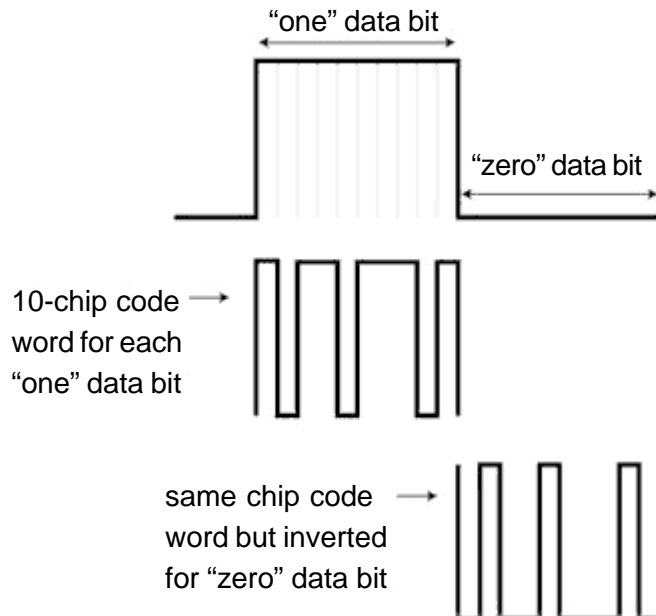 “one” data bit
“zero” data bit
10-chip code
word for each
“one” data bit
same chip code
word but inverted
for “zero” data bit